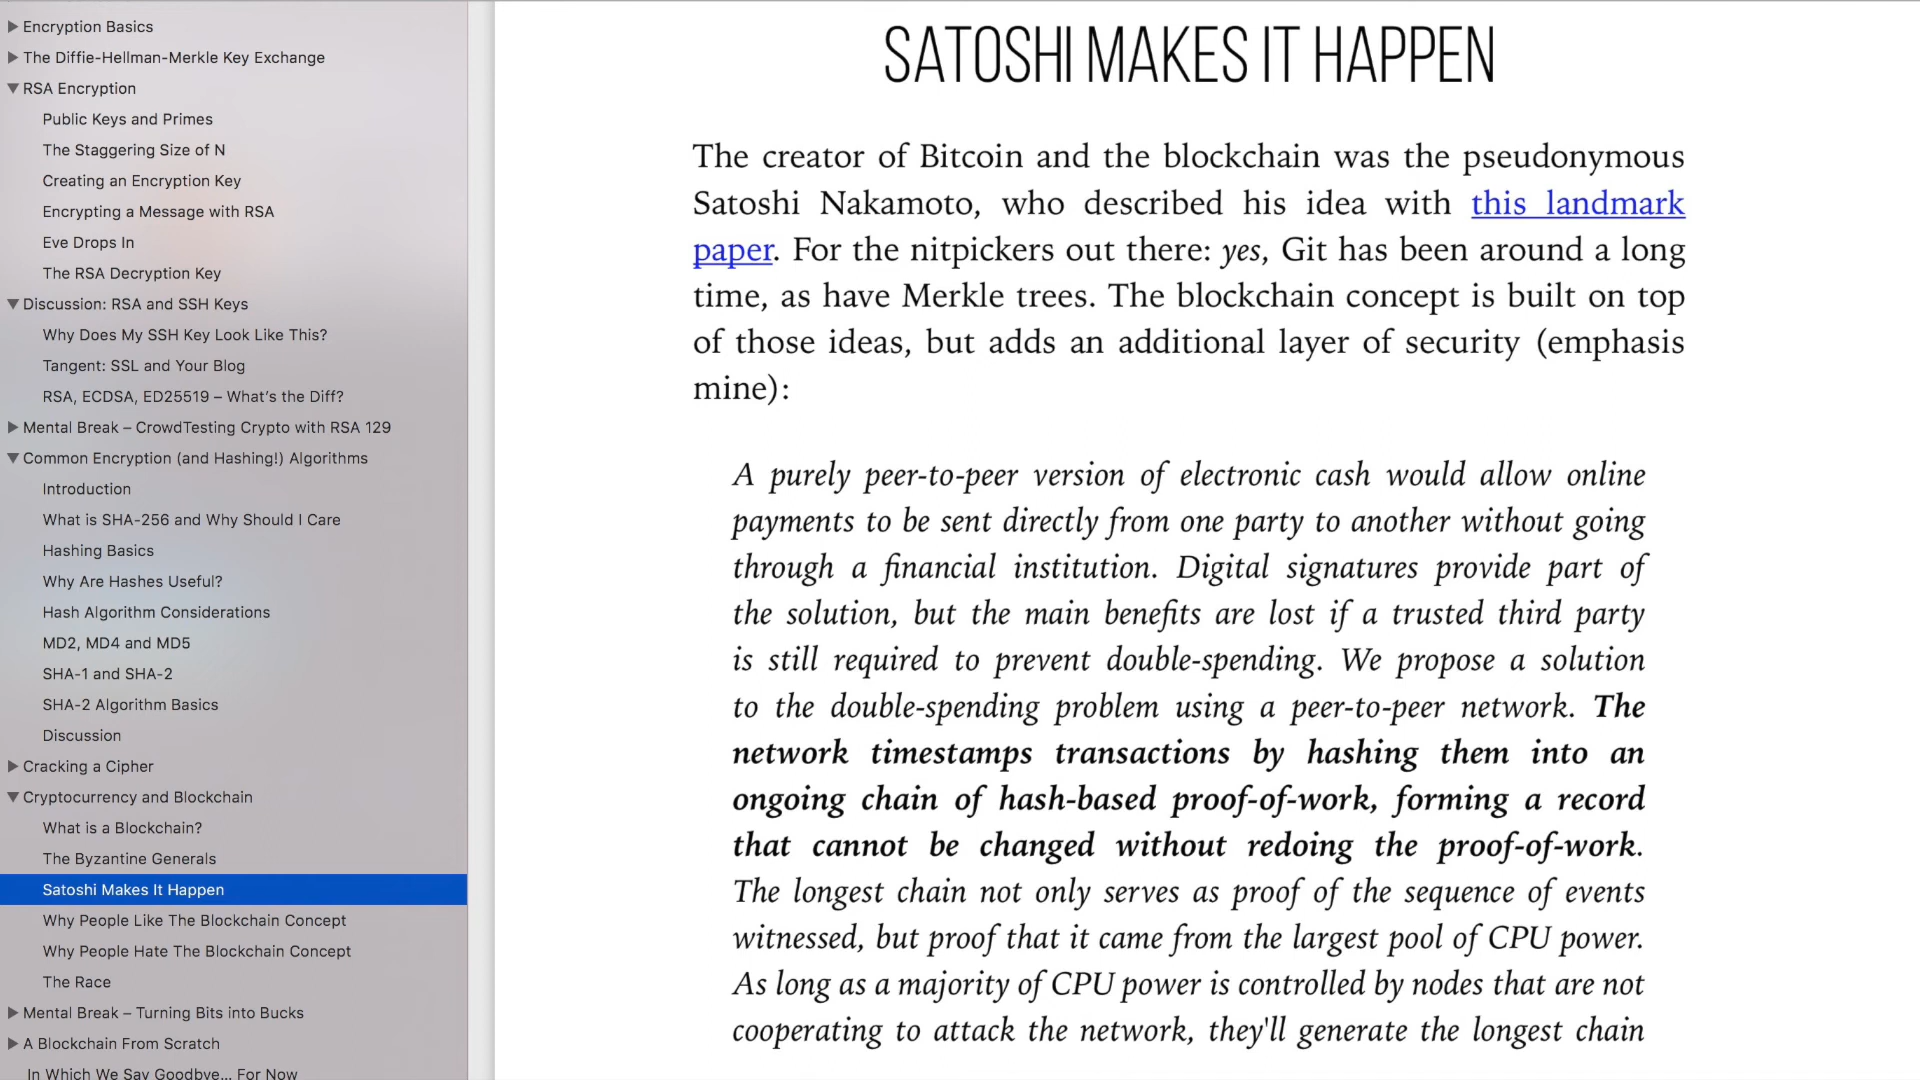 Encryption Basics
The Diffie-Hellman-Merkle Key Exchange
RSA Encryption
Public Keys and Primes
The Staggering Size of N
Creating an Encryption Key
Encrypting a Message with RSA
Eve Drops In
The RSA Decryption Key
Discussion: RSA and SSH Keys
Why Does My SSH Key Look Like This?
Tangent: SSL and Your Blog
RSA, ECDSA, ED25519 – What's the Diff?
Mental Break – CrowdTesting Crypto with RSA 129
Common Encryption (and Hashing!) Algorithms
Introduction
What is SHA-256 and Why Should I Care
Hashing Basics
Why Are Hashes Useful?
Hash Algorithm Considerations
MD2, MD4 and MD5
SHA-1 and SHA-2
SHA-2 Algorithm Basics
Discussion
Cracking a Cipher
Cryptocurrency and Blockchain
What is a Blockchain?
The Byzantine Generals
Satoshi Makes It Happen
Why People Like The Blockchain Concept
Why People Hate The Blockchain Concept
The Race
Mental Break – Turning Bits into Bucks
A Blockchain From Scratch
In Which We Say Goodbye... For Now
SATOSHI MAKES IT HAPPEN
The creator of Bitcoin and the blockchain was the pseudonymous
Satoshi Nakamoto, who described his idea with this landmark
paper. For the nitpickers out there: yes, Git has been around a long
time, as have Merkle trees. The blockchain concept is built on top
of those ideas, but adds an additional layer of security (emphasis
mine):
A purely peer-to-peer version of electronic cash would allow online
payments to be sent directly from one party to another without going
through a financial institution. Digital signatures provide part of
the solution, but the main benefits are lost if a trusted third party
is still required to prevent double-spending. We propose a solution
to the double-spending problem using a peer-to-peer network. The
network timestamps transactions by hashing them into an
ongoing chain of hash-based proof-of-work, forming a record
that cannot be changed without redoing the proof-of-work.
The longest chain not only serves as proof of the sequence of events
witnessed, but proof that it came from the largest pool of CPU power.
As long as a majority of CPU power is controlled by nodes that are not
cooperating to attack the network, they'll generate the longest chain